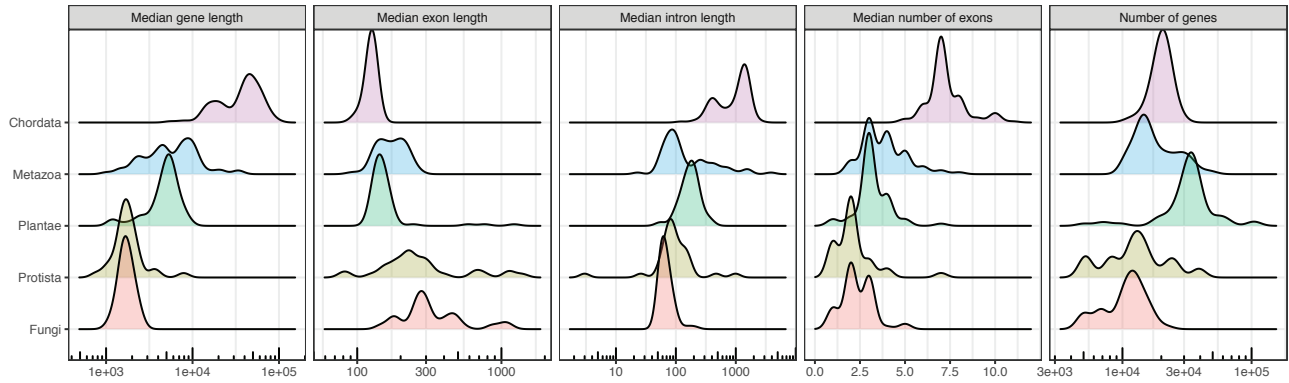 Median gene length
Median exon length
Median intron length
Median number of exons
Number of genes
Chordata
Metazoa
Plantae
Protista
Fungi
1e+03 1e+04 1e+05
100 300 1000
10 100 1000
0.0 2.5 5.0 7.5 10.0
3e+03 1e+04 3e+04 1e+05